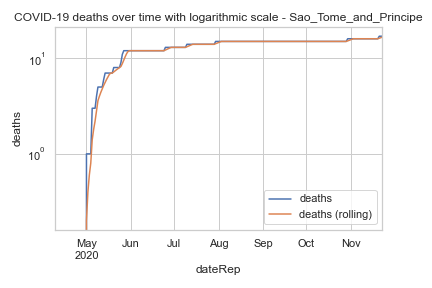 COVID-19 deaths over time with logarithmic scale - Sao_Tome_and_Principe
10¹
10⁰
deaths
deaths
deaths (rolling)
May Jun Jul Aug Sep Oct Nov
2020
dateRep